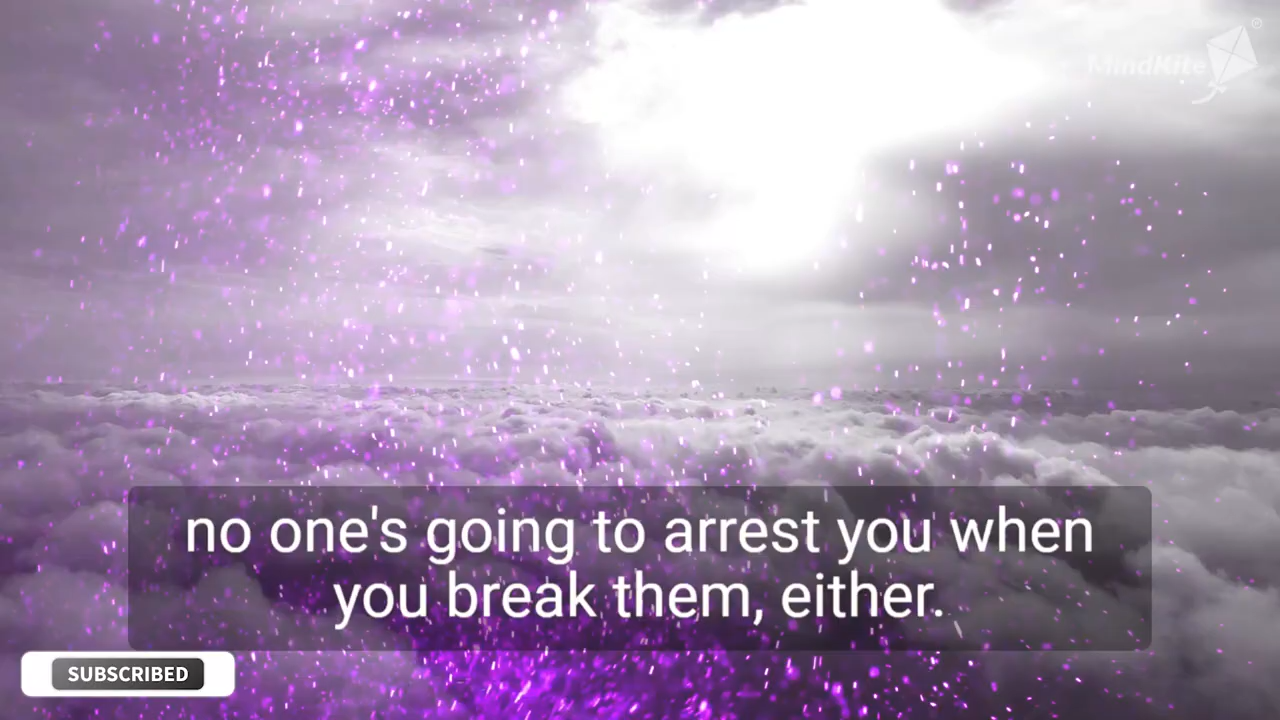 MindKite
no one's going to arrest you when
you break them, either.
SUBSCRIBED